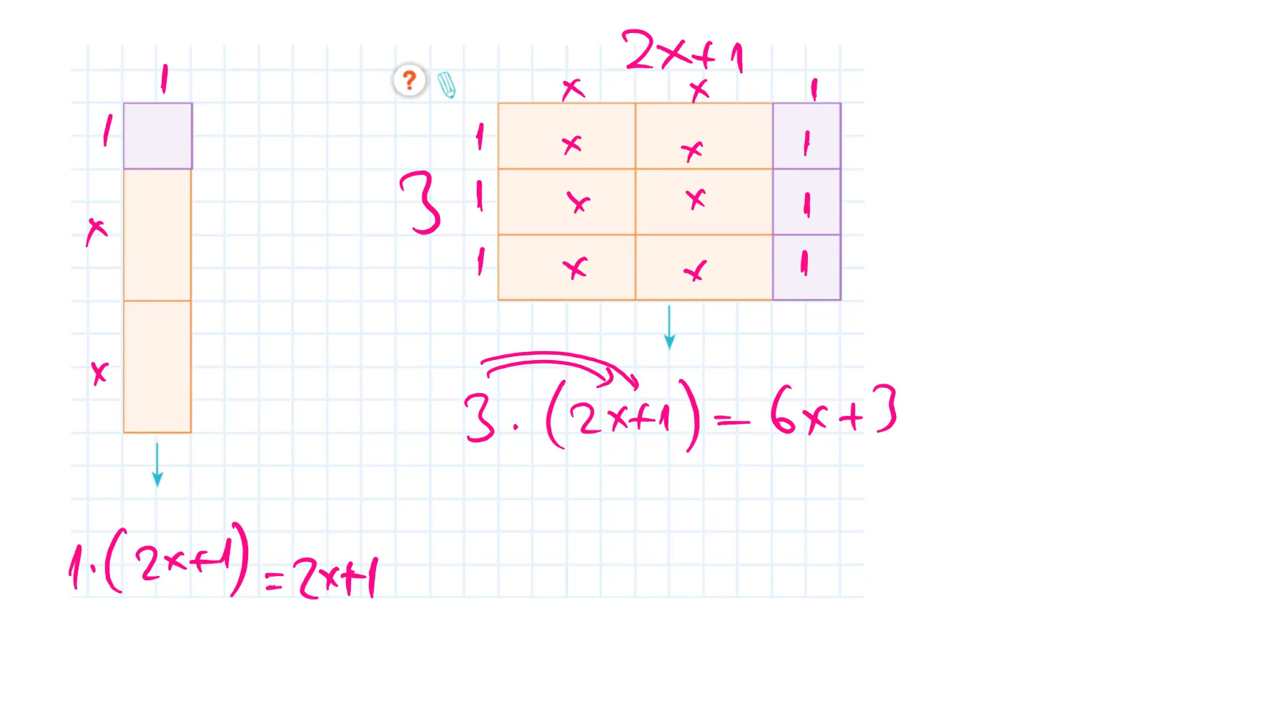 2x+1
1
x x 1
1
1 x x 1
3
1 x x 1
x
1 x x 1
x
3 · (2x+1) = 6x+3
1·(2x+1) = 2x+1
?